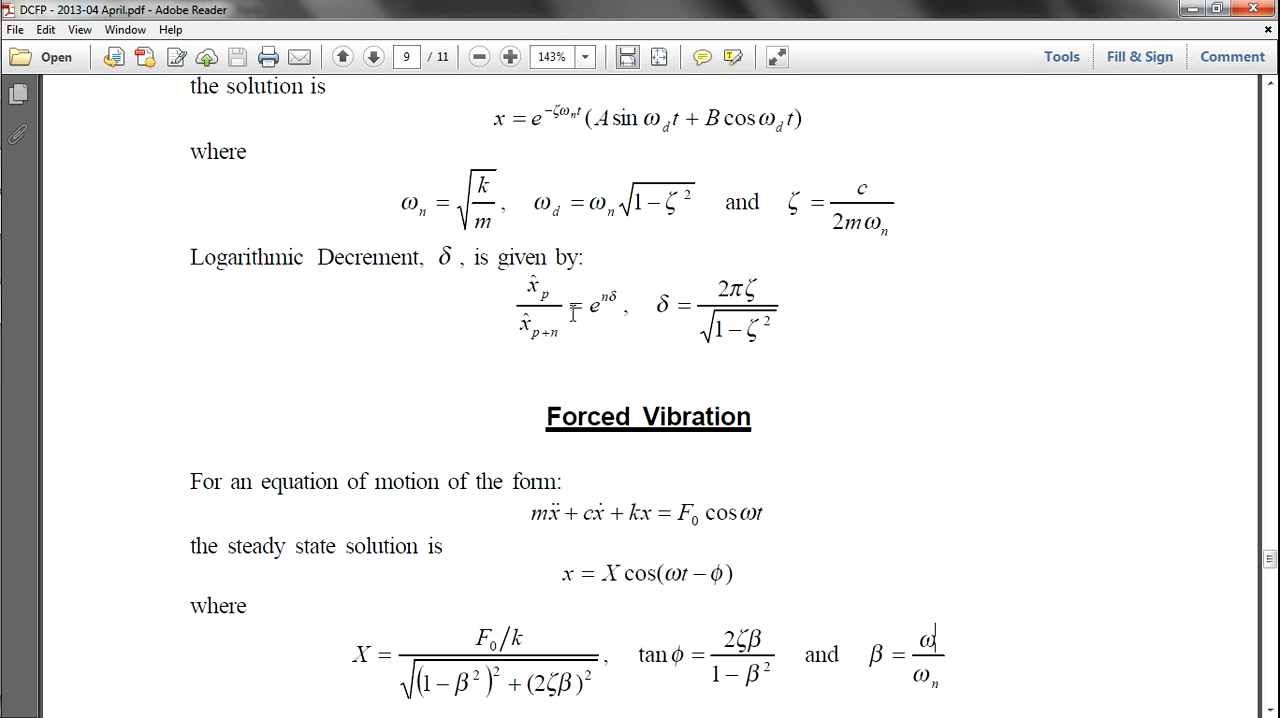 DCFP - 2013-04 April.pdf - Adobe Reader
File Edit View Window Help
Open 9 / 11 143% Tools Fill & Sign Comment
the solution is
x = e^{-ζω_n t} (A sin ω_d t + B cos ω_d t)
where
ω_n = √(k/m), ω_d = ω_n √(1 − ζ²) and ζ = c / (2mω_n)
Logarithmic Decrement, δ , is given by:
x̂_p / x̂_{p+n} = e^{nδ} , δ = 2πζ / √(1 − ζ²)
Forced Vibration
For an equation of motion of the form:
mẍ + cẋ + kx = F₀ cos ωt
the steady state solution is
x = X cos(ωt − ϕ)
where
X = (F₀/k) / √((1 − β²)² + (2ζβ)²) , tan ϕ = 2ζβ / (1 − β²) and β = ω / ω_n